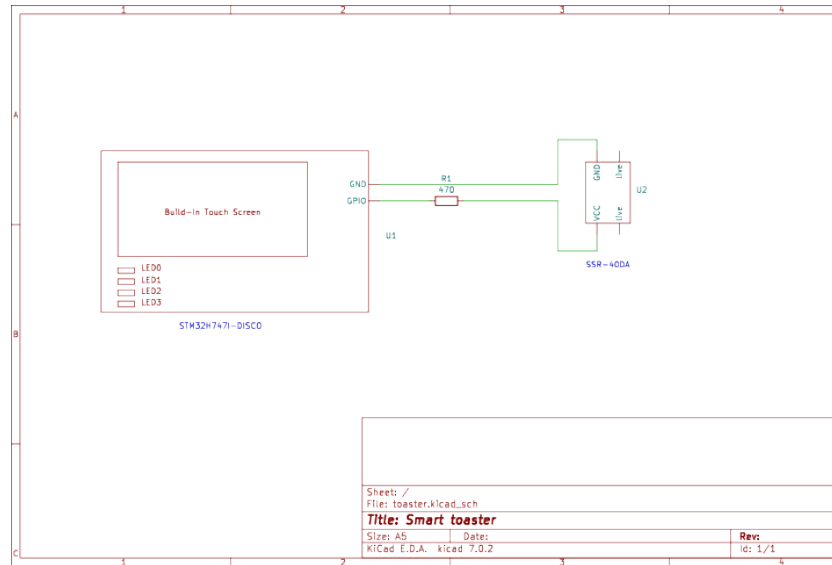 1 2 3 4
A
B
C
Build-in Touch Screen
GND
GPIO
LED0
LED1
LED2
LED3
U1
STM32H747I-DISCO
R1
470
GND
live
VCC
live
U2
SSR-40DA
Sheet: /
File: toaster.kicad_sch
Title: Smart toaster
Size: A5 Date: Rev:
KiCad E.D.A. kicad 7.0.2 Id: 1/1
1 2 3 4